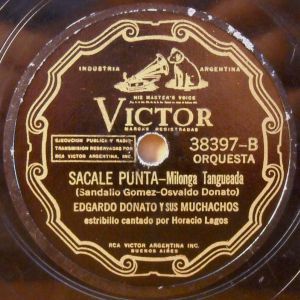 INDUSTRIA ARGENTINA
"HIS MASTER'S VOICE"
VICTOR
MARCAS REGISTRADAS
EJECUCION PUBLICA Y RADIO-
TRANSMISION RESERVADOS POR
RCA VICTOR ARGENTINA, INC.
38397-B
ORQUESTA
SACALE PUNTA-Milonga Tangueada
(Sandalio Gomez-Osvaldo Donato)
EDGARDO DONATO Y SUS MUCHACHOS
estribillo cantado por Horacio Lagos
RCA VICTOR ARGENTINA INC.
BUENOS AIRES